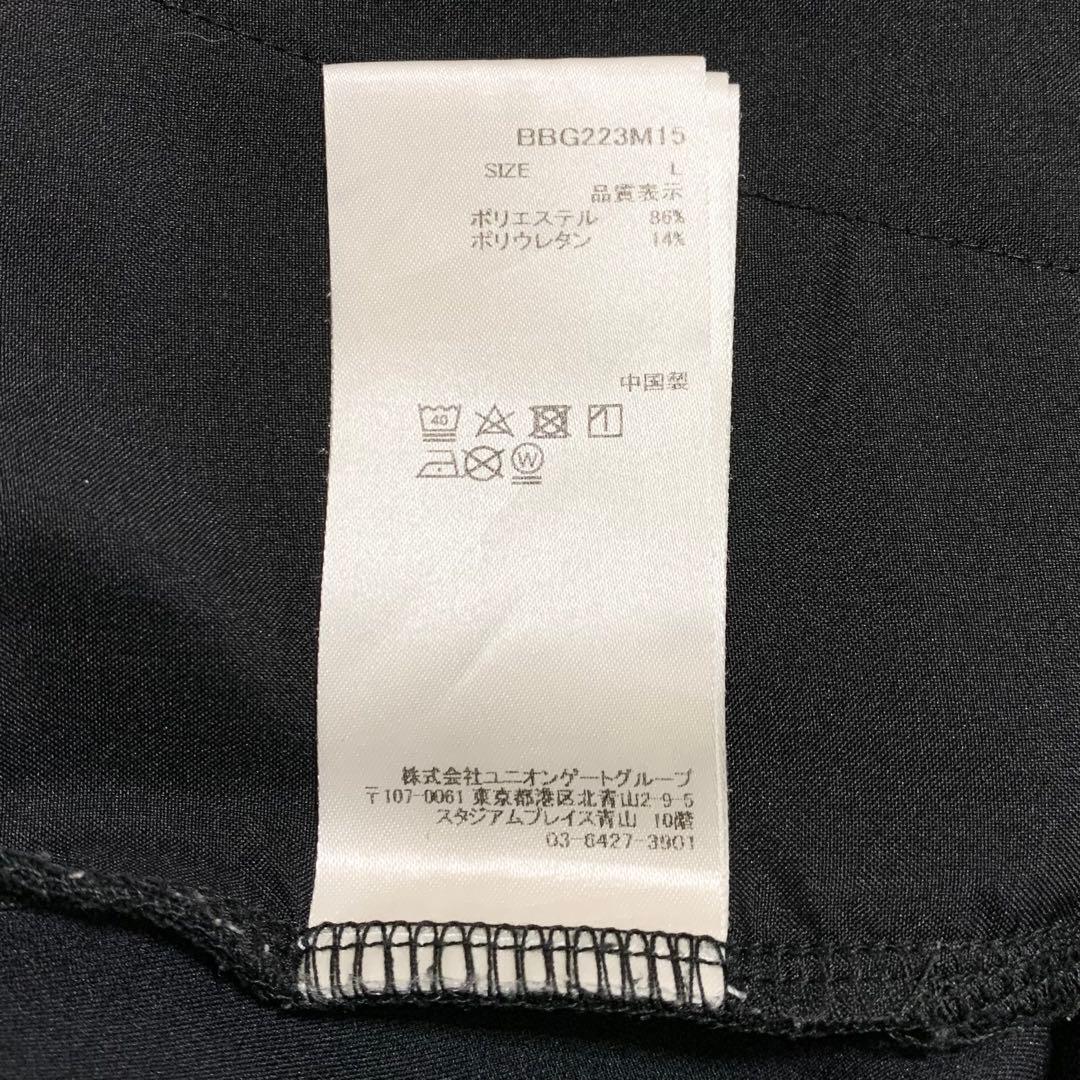 BBG223M15
SIZE L
品質表示
ポリエステル 86%
ポリウレタン 14%
中国製
40
W
株式会社ユニオンゲートグループ
〒107-0061 東京都港区北青山2-9-5
スタジアムプレイス青山 10階
03-6427-3901